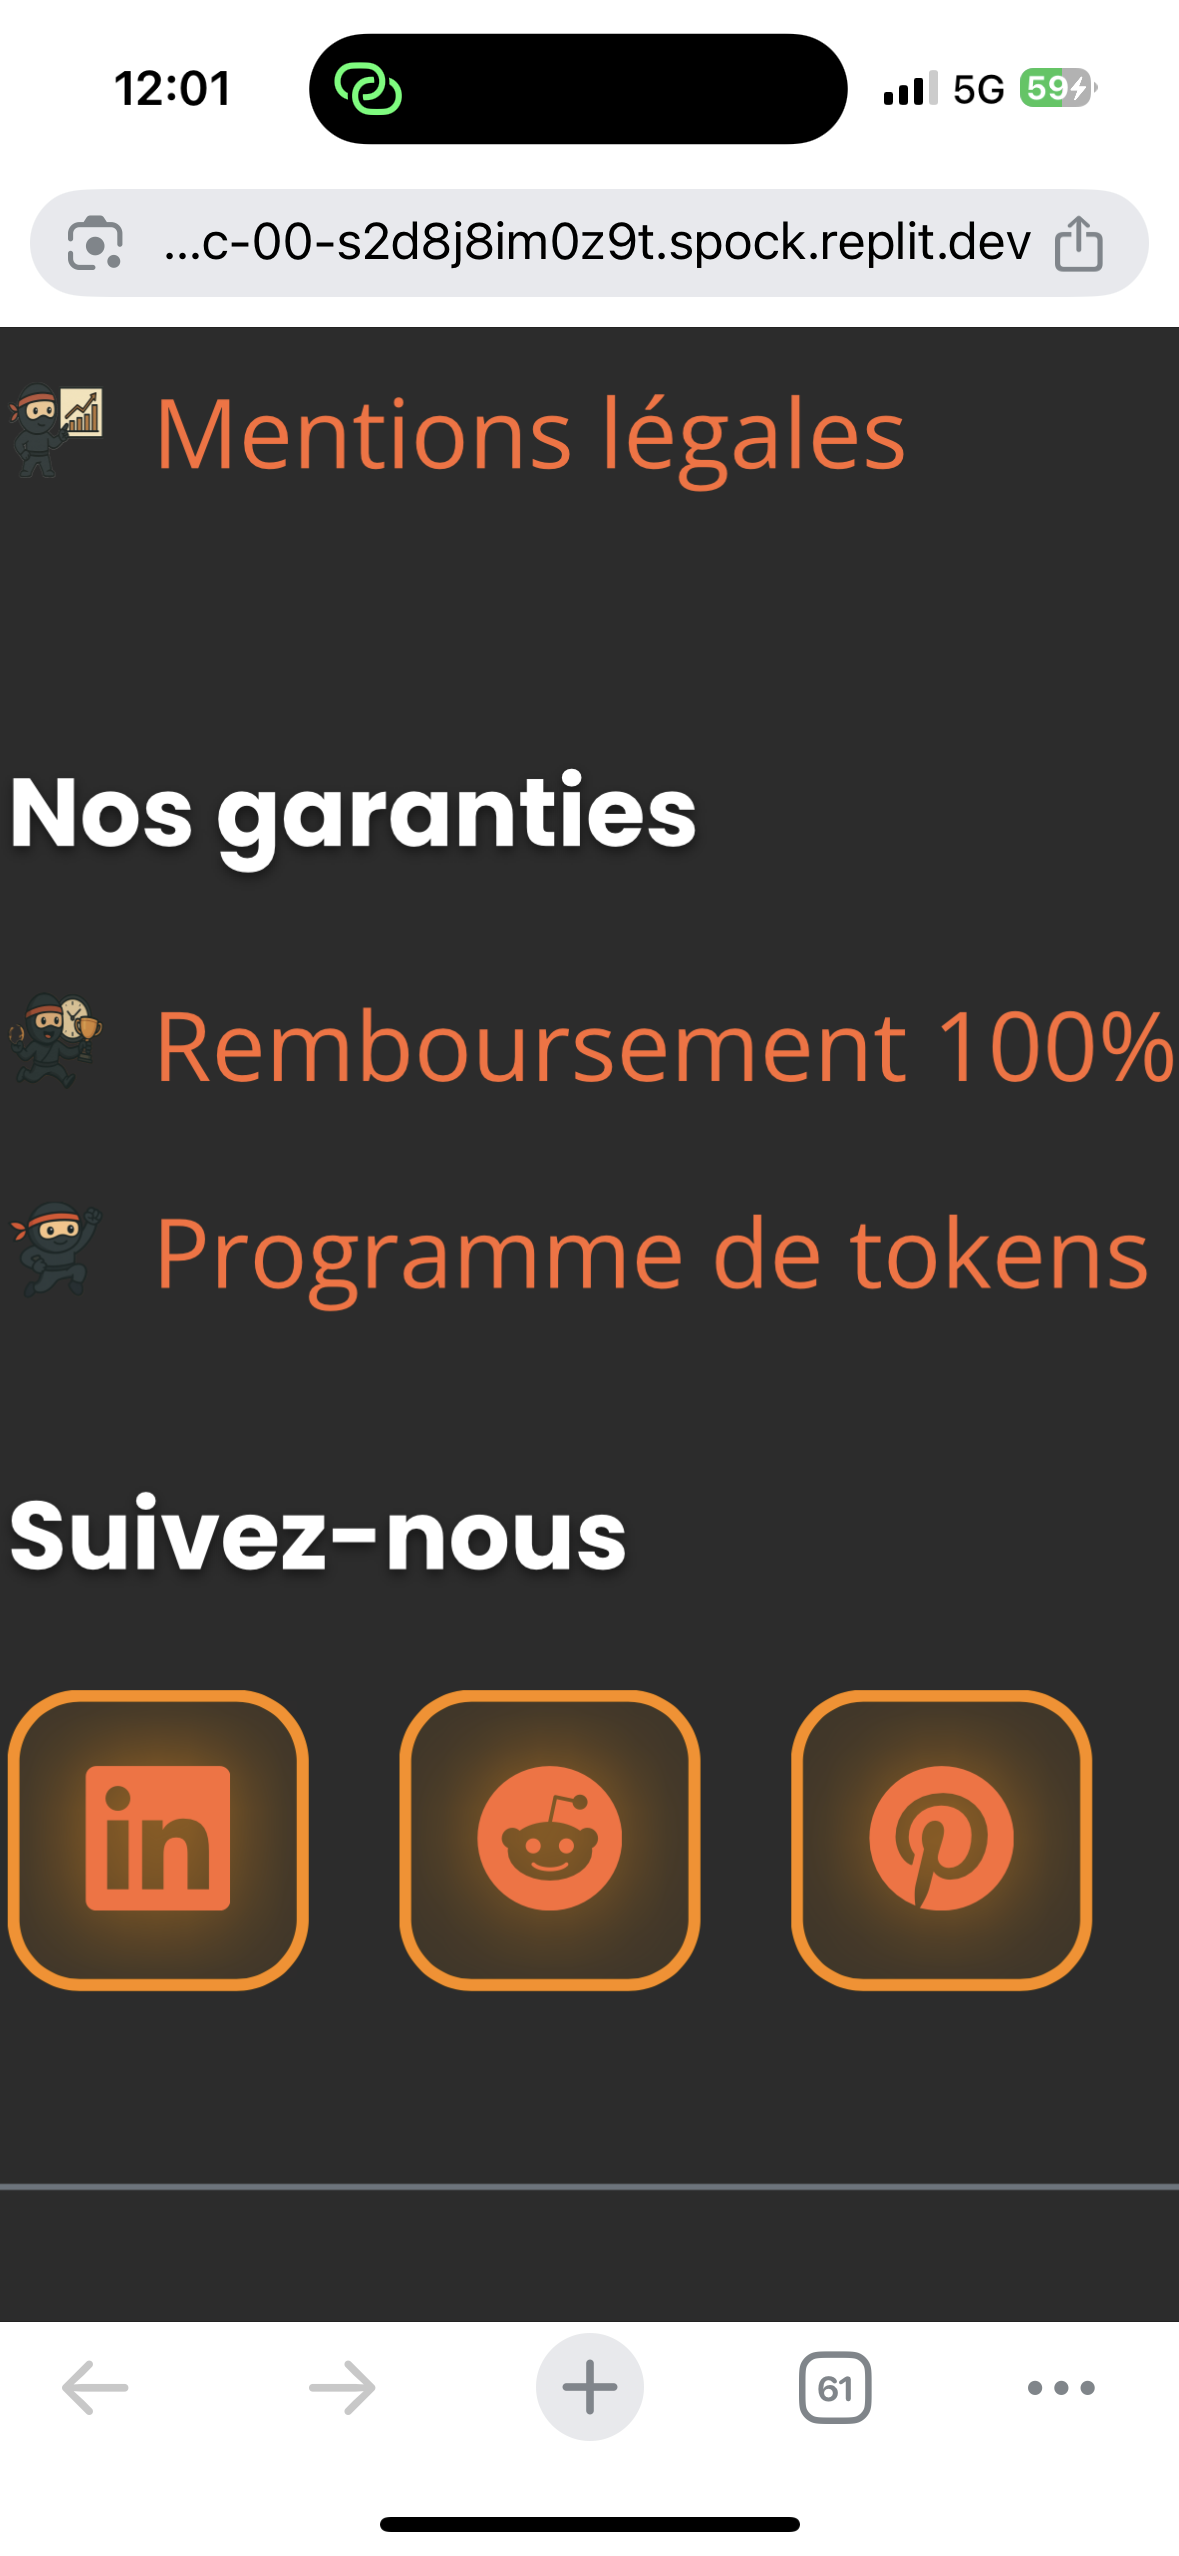 12:01
5G
59
...c-00-s2d8j8im0z9t.spock.replit.dev
Mentions légales
Nos garanties
Remboursement 100%
Programme de tokens
Suivez-nous
in
61